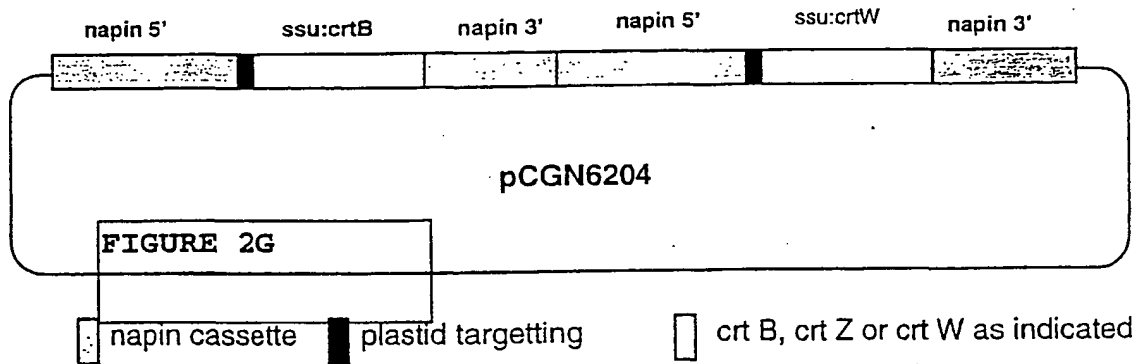 napin 5' ssu:crtB napin 3' napin 5' ssu:crtW napin 3'
pCGN6204
FIGURE 2G
napin cassette plastid targetting crt B, crt Z or crt W as indicated